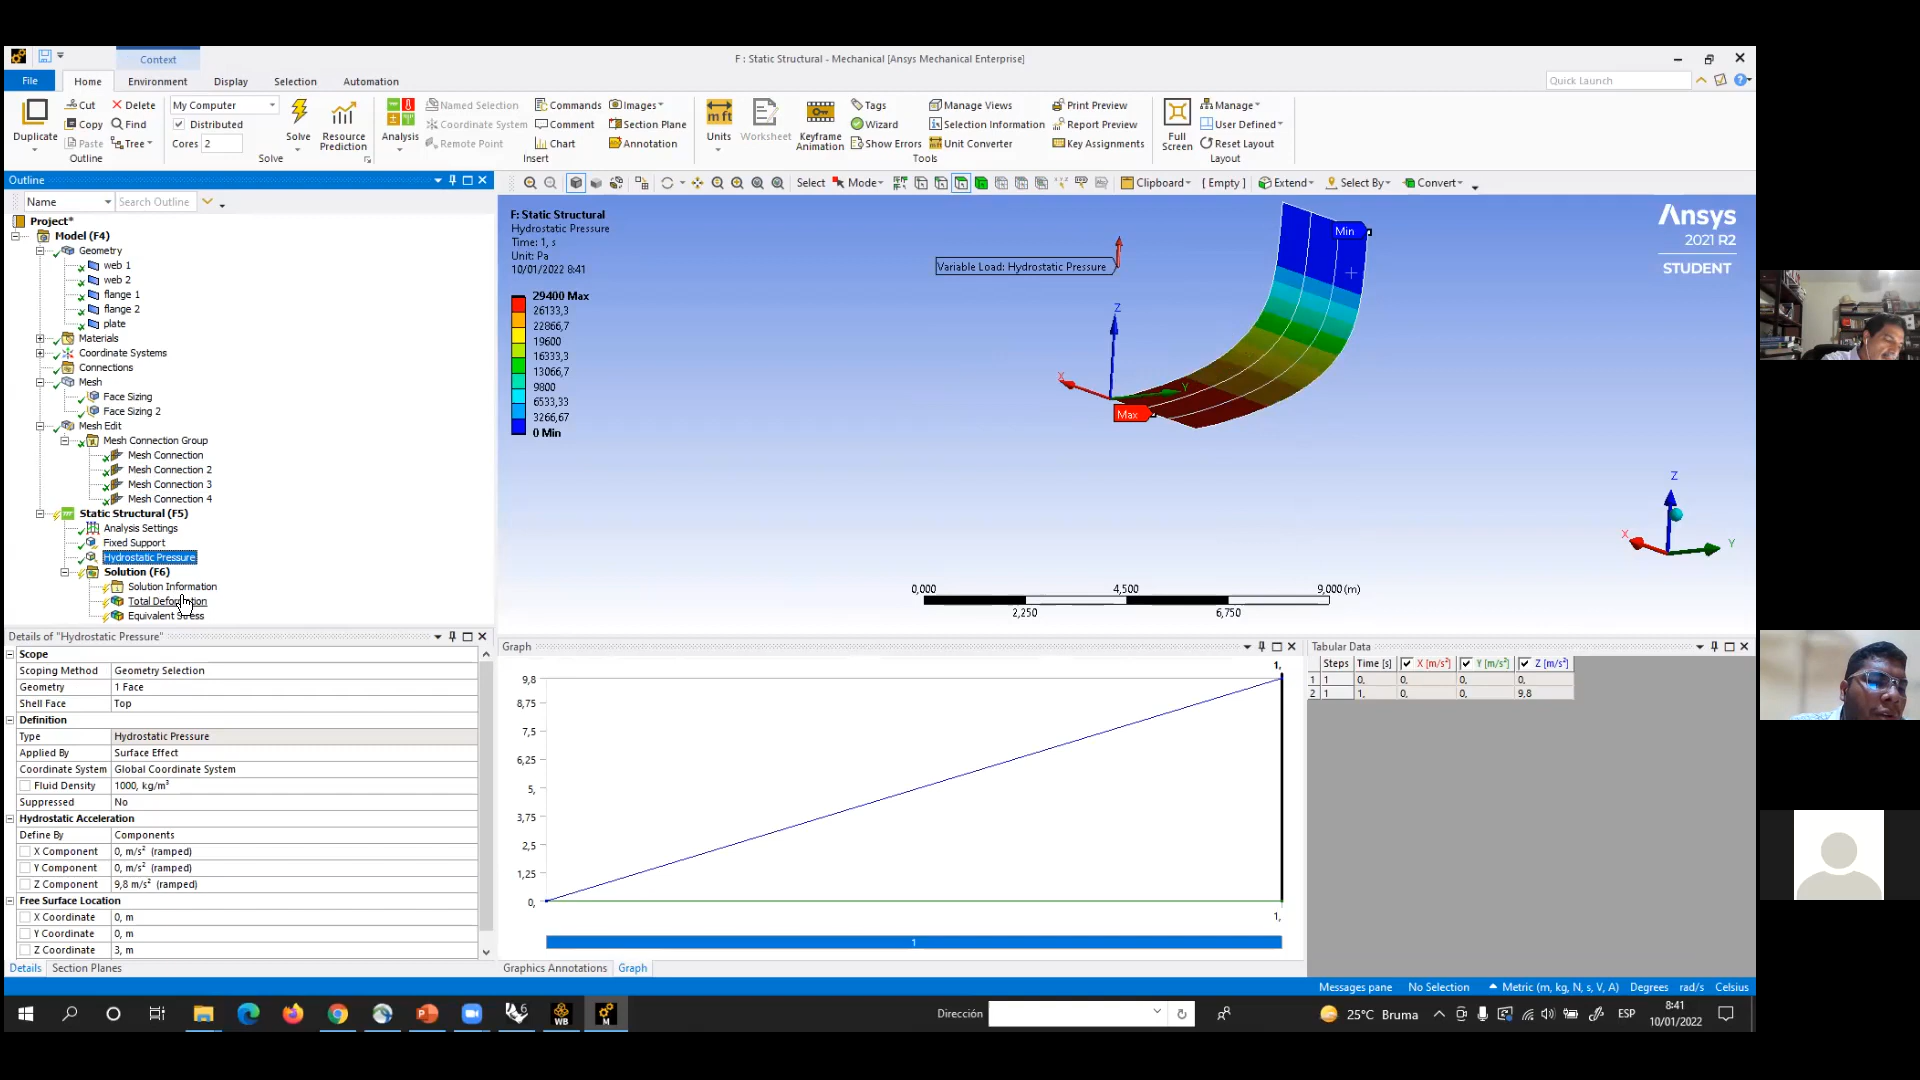 Context
F : Static Structural - Mechanical [Ansys Mechanical Enterprise]
File Home Environment Display Selection Automation
Quick Launch
Duplicate
Cut Delete
Copy Find
Paste Tree
Outline
My Computer
Distributed
Cores 2
Solve
Resource Prediction
Solve
Analysis
Named Selection Commands Images
Coordinate System Comment Section Plane
Remote Point Chart Annotation
Insert
Units
Worksheet
Keyframe Animation
Tags Manage Views Print Preview
Wizard Selection Information Report Preview
Show Errors Unit Converter Key Assignments
Tools
Full Screen
Manage
User Defined
Reset Layout
Layout
Outline
Name Search Outline
Select Mode Clipboard [ Empty ] Extend Select By Convert
Project*
Model (F4)
Geometry
web 1
web 2
flange 1
flange 2
plate
Materials
Coordinate Systems
Connections
Mesh
Face Sizing
Face Sizing 2
Mesh Edit
Mesh Connection Group
Mesh Connection
Mesh Connection 2
Mesh Connection 3
Mesh Connection 4
Static Structural (F5)
Analysis Settings
Fixed Support
Hydrostatic Pressure
Solution (F6)
Solution Information
Total Deformation
Equivalent Stress
F: Static Structural
Hydrostatic Pressure
Time: 1, s
Unit: Pa
10/01/2022 8:41
29400 Max
26133,3
22866,7
19600
16333,3
13066,7
9800
6533,33
3266,67
0 Min
Variable Load: Hydrostatic Pressure
Min
Max
Z
X
Y
Ansys
2021 R2
STUDENT
Z
X
Y
0,000 4,500 9,000 (m)
2,250 6,750
Details of "Hydrostatic Pressure"
Scope
Scoping Method Geometry Selection
Geometry 1 Face
Shell Face Top
Definition
Type Hydrostatic Pressure
Applied By Surface Effect
Coordinate System Global Coordinate System
Fluid Density 1000, kg/m³
Suppressed No
Hydrostatic Acceleration
Define By Components
X Component 0, m/s² (ramped)
Y Component 0, m/s² (ramped)
Z Component 9,8 m/s² (ramped)
Free Surface Location
X Coordinate 0, m
Y Coordinate 0, m
Z Coordinate 3, m
Details Section Planes
Graph
1,
9,8
8,75
7,5
6,25
5,
3,75
2,5
1,25
0,
1,
1
Graphics Annotations Graph
Tabular Data
Steps Time [s] X [m/s²] Y [m/s²] Z [m/s²]
1 1 0, 0, 0, 0,
2 1 1, 0, 0, 9,8
Messages pane No Selection Metric (m, kg, N, s, V, A) Degrees rad/s Celsius
WB
M
Dirección
25°C Bruma
ESP
8:41
10/01/2022